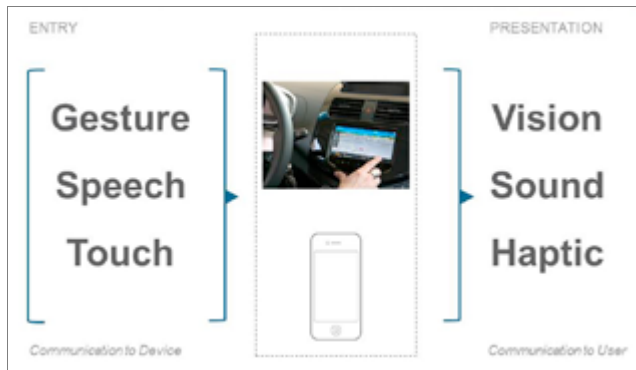 ENTRY
PRESENTATION
Gesture
Speech
Touch
Vision
Sound
Haptic
Communication to Device
Communication to User